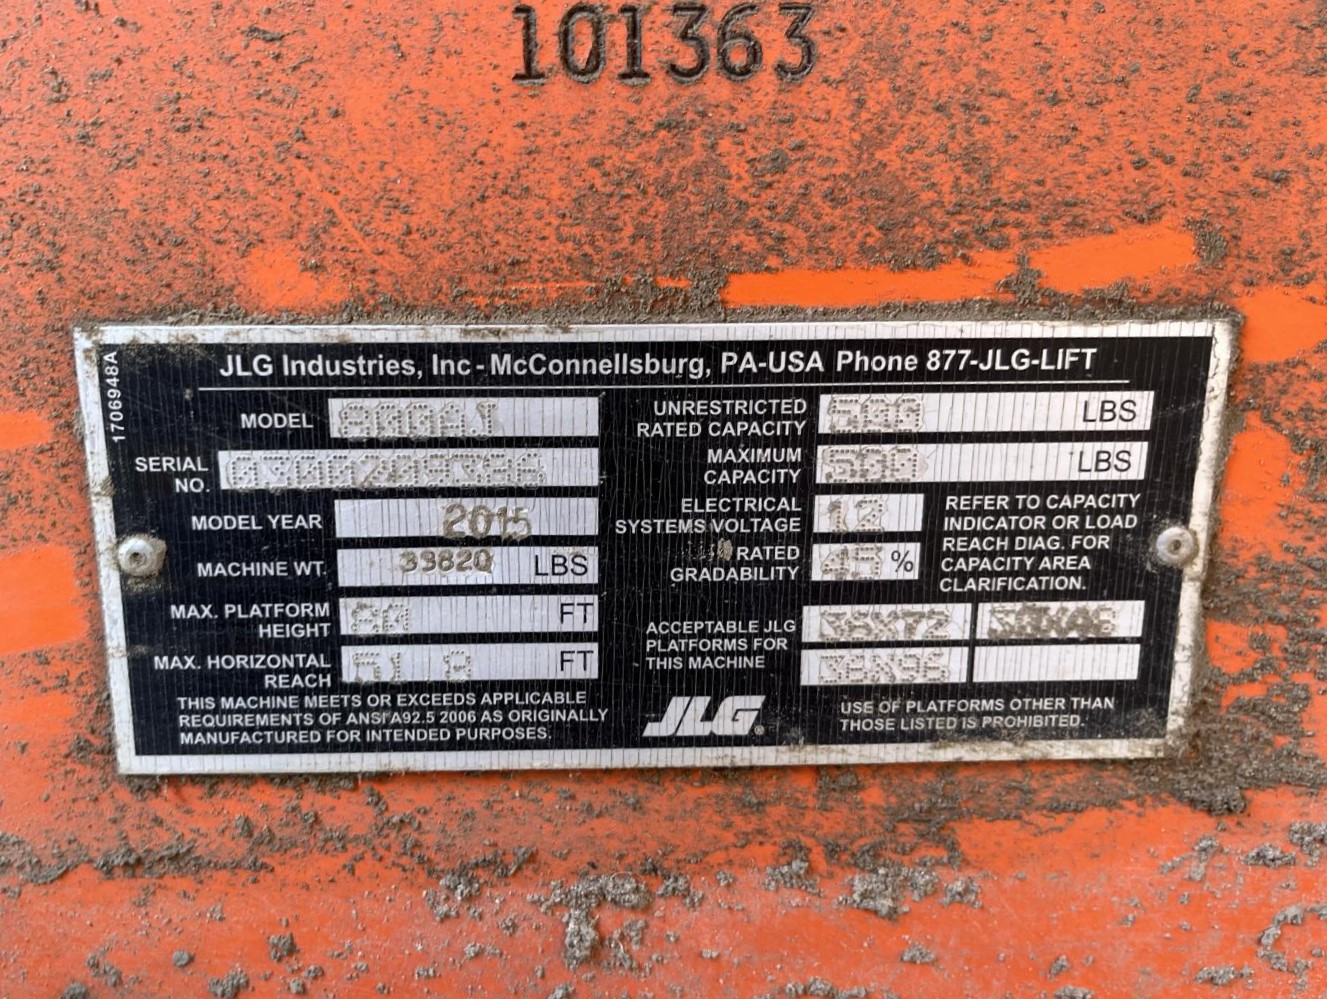 101363
1706948A
JLG Industries, Inc - McConnellsburg, PA-USA Phone 877-JLG-LIFT
MODEL 800AJ
SERIAL NO. 0300209386
MODEL YEAR 2015
MACHINE WT. 33820 LBS
MAX. PLATFORM HEIGHT 80 FT
MAX. HORIZONTAL REACH 51 FT
THIS MACHINE MEETS OR EXCEEDS APPLICABLE
REQUIREMENTS OF ANSI A92.5 2006 AS ORIGINALLY
MANUFACTURED FOR INTENDED PURPOSES.
UNRESTRICTED RATED CAPACITY 500 LBS
MAXIMUM CAPACITY 500 LBS
ELECTRICAL SYSTEMS VOLTAGE 12
RATED GRADABILITY 45 %
REFER TO CAPACITY
INDICATOR OR LOAD
REACH DIAG. FOR
CAPACITY AREA
CLARIFICATION.
ACCEPTABLE JLG
PLATFORMS FOR
THIS MACHINE
36X72
36X96
JLG®
USE OF PLATFORMS OTHER THAN
THOSE LISTED IS PROHIBITED.